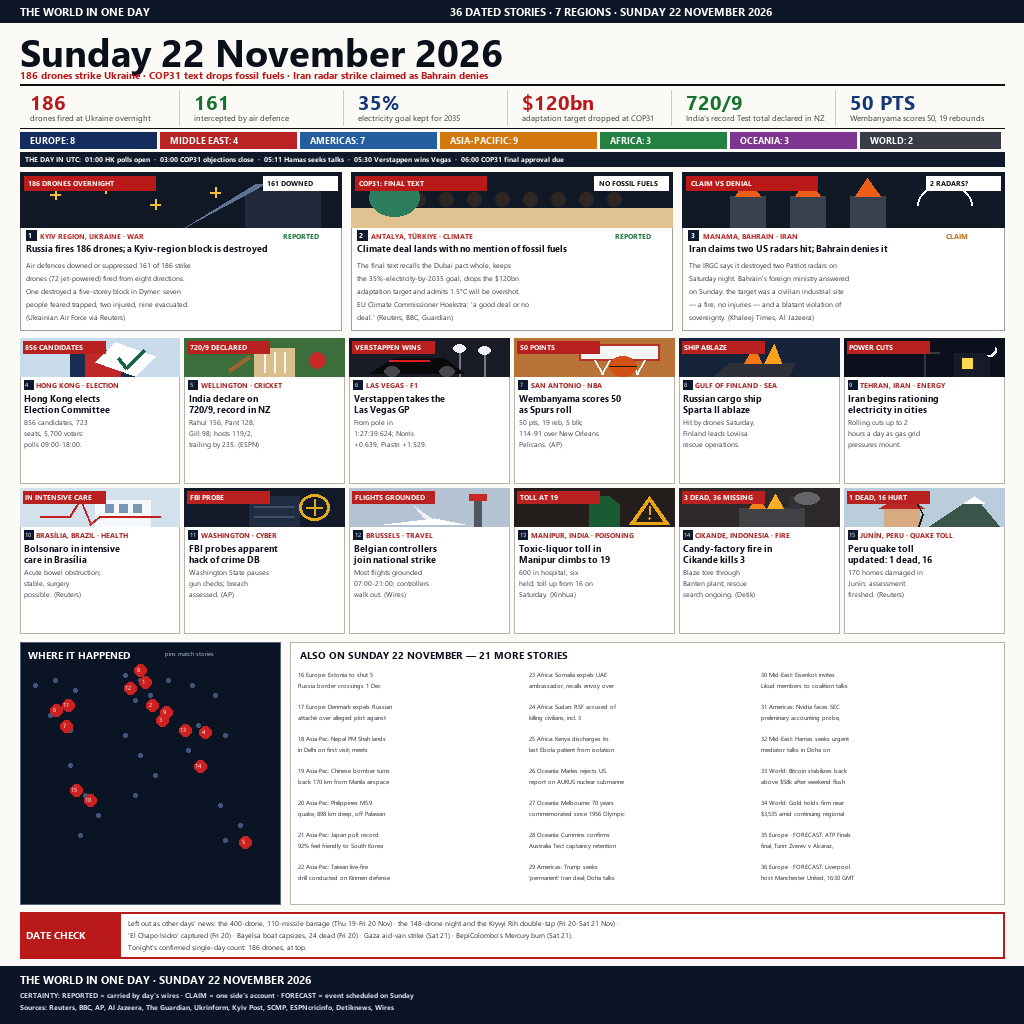 THE WORLD IN ONE DAY
36 DATED STORIES · 7 REGIONS · SUNDAY 22 NOVEMBER 2026
Sunday 22 November 2026
186 drones strike Ukraine · COP31 text drops fossil fuels · Iran radar strike claimed as Bahrain denies
186
drones fired at Ukraine overnight
161
intercepted by air defence
35%
electricity goal kept for 2035
$120bn
adaptation target dropped at COP31
720/9
India's record Test total declared in NZ
50 PTS
Wembanyama scores 50, 19 rebounds
EUROPE: 8
MIDDLE EAST: 4
AMERICAS: 7
ASIA-PACIFIC: 9
AFRICA: 3
OCEANIA: 3
WORLD: 2
THE DAY IN UTC: 01:00 HK polls open · 03:00 COP31 objections close · 05:11 Hamas seeks talks · 05:30 Verstappen wins Vegas · 06:00 COP31 final approval due
186 DRONES OVERNIGHT
161 DOWNED
1 KYIV REGION, UKRAINE · WAR
REPORTED
Russia fires 186 drones; a Kyiv-region block is destroyed
Air defences downed or suppressed 161 of 186 strike
drones (72 jet-powered) fired from eight directions.
One destroyed a five-storey block in Dymer: seven
people feared trapped, two injured, nine evacuated.
(Ukrainian Air Force via Reuters)
COP31: FINAL TEXT
NO FOSSIL FUELS
2 ANTALYA, TÜRKIYE · CLIMATE
REPORTED
Climate deal lands with no mention of fossil fuels
The final text recalls the Dubai pact whole, keeps
the 35%-electricity-by-2035 goal, drops the $120bn
adaptation target and admits 1.5°C will be overshot.
EU Climate Commissioner Hoekstra: 'a good deal or no
deal.' (Reuters, BBC, Guardian)
CLAIM VS DENIAL
2 RADARS?
3 MANAMA, BAHRAIN · IRAN
CLAIM
Iran claims two US radars hit; Bahrain denies it
The IRGC says it destroyed two Patriot radars on
Saturday night. Bahrain's foreign ministry answered
on Sunday: the target was a civilian industrial site
— a fire, no injuries — and a blatant violation of
sovereignty. (Khaleej Times, Al Jazeera)
856 CANDIDATES
4 HONG KONG · ELECTION
Hong Kong elects
Election Committee
856 candidates, 723
seats, 5,700 voters:
polls 09:00-18:00.
720/9 DECLARED
5 WELLINGTON · CRICKET
India declare on
720/9, record in NZ
Rahul 156, Pant 128,
Gill 98; hosts 119/2,
trailing by 235. (ESPN)
VERSTAPPEN WINS
6 LAS VEGAS · F1
Verstappen takes the
Las Vegas GP
From pole in
1:27:39.624; Norris
+0.639, Piastri +1.529.
50 POINTS
7 SAN ANTONIO · NBA
Wembanyama scores 50
as Spurs roll
50 pts, 19 reb, 5 blk;
114-91 over New Orleans
Pelicans. (AP)
SHIP ABLAZE
8 GULF OF FINLAND · SEA
Russian cargo ship
Sparta II ablaze
Hit by drones Saturday;
Finland leads Loviisa
rescue operations.
POWER CUTS
9 TEHRAN, IRAN · ENERGY
Iran begins rationing
electricity in cities
Rolling cuts up to 2
hours a day as gas grid
pressures mount.
IN INTENSIVE CARE
10 BRASÍLIA, BRAZIL · HEALTH
Bolsonaro in intensive
care in Brasília
Acute bowel obstruction;
stable, surgery
possible. (Reuters)
FBI PROBE
11 WASHINGTON · CYBER
FBI probes apparent
hack of crime DB
Washington State pauses
gun checks; breach
assessed. (AP)
FLIGHTS GROUNDED
12 BRUSSELS · TRAVEL
Belgian controllers
join national strike
Most flights grounded
07:00-21:00; controllers
walk out. (Wires)
TOLL AT 19
13 MANIPUR, INDIA · POISONING
Toxic-liquor toll in
Manipur climbs to 19
600 in hospital, six
held; toll up from 16 on
Saturday. (Xinhua)
3 DEAD, 36 MISSING
14 CIKANDE, INDONESIA · FIRE
Candy-factory fire in
Cikande kills 3
Blaze tore through
Banten plant; rescue
search ongoing. (Detik)
1 DEAD, 16 HURT
15 JUNÍN, PERU · QUAKE TOLL
Peru quake toll
updated: 1 dead, 16
170 homes damaged in
Junín; assessment
finished. (Reuters)
WHERE IT HAPPENED
pins match stories
8
1
12
2
11
6
9
3
7
13
4
14
15
10
5
ALSO ON SUNDAY 22 NOVEMBER — 21 MORE STORIES
16 Europe: Estonia to shut 5
Russia border crossings 1 Dec
17 Europe: Denmark expels Russian
attaché over alleged plot against
18 Asia-Pac: Nepal PM Shah lands
in Delhi on first visit; meets
19 Asia-Pac: Chinese bomber turns
back 170 km from Manila airspace
20 Asia-Pac: Philippines M5.9
quake, 898 km deep, off Palawan
21 Asia-Pac: Japan poll record
92% feel friendly to South Korea
22 Asia-Pac: Taiwan live-fire
drill conducted on Kinmen defense
23 Africa: Somalia expels UAE
ambassador, recalls envoy over
24 Africa: Sudan: RSF accused of
killing civilians, incl. 3
25 Africa: Kenya discharges its
last Ebola patient from isolation
26 Oceania: Marles rejects US
report on AUKUS nuclear submarine
27 Oceania: Melbourne: 70 years
commemorated since 1956 Olympic
28 Oceania: Cummins confirms
Australia Test captaincy retention
29 Americas: Trump seeks
'permanent' Iran deal; Doha talks
30 Mid-East: Eisenkot invites
Likud members to coalition talks
31 Americas: Nvidia faces SEC
preliminary accounting probe,
32 Mid-East: Hamas seeks urgent
mediator talks in Doha on
33 World: Bitcoin stabilizes back
above $58k after weekend flush
34 World: Gold holds firm near
$3,535 amid continuing regional
35 Europe · FORECAST: ATP Finals
final, Turin: Zverev v Alcaraz,
36 Europe · FORECAST: Liverpool
host Manchester United, 16:30 GMT
DATE CHECK
Left out as other days' news: the 400-drone, 110-missile barrage (Thu 19-Fri 20 Nov) · the 148-drone night and the Kryvyi Rih double-tap (Fri 20-Sat 21 Nov) ·
'El Chapo Isidro' captured (Fri 20) · Bayelsa boat capsizes, 24 dead (Fri 20) · Gaza aid-van strike (Sat 21) · BepiColombo's Mercury burn (Sat 21).
Tonight's confirmed single-day count: 186 drones, at top.
THE WORLD IN ONE DAY · SUNDAY 22 NOVEMBER 2026
CERTAINTY: REPORTED = carried by day's wires · CLAIM = one side's account · FORECAST = event scheduled on Sunday
Sources: Reuters, BBC, AP, Al Jazeera, The Guardian, Ukrinform, Kyiv Post, SCMP, ESPNcricinfo, Detiknews, Wires